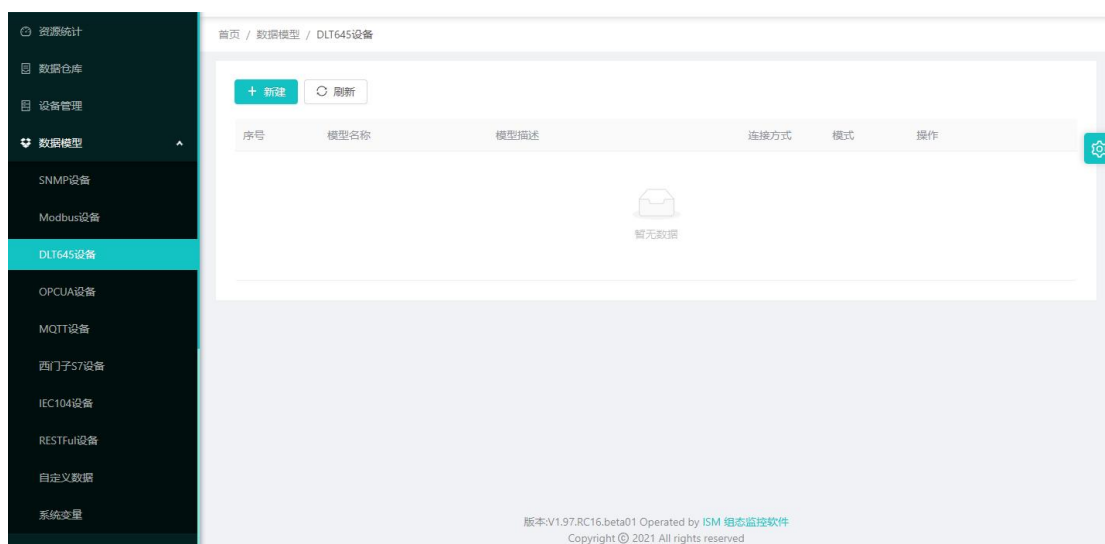 资源统计
数据仓库
设备管理
数据模型
SNMP设备
Modbus设备
DLT645设备
OPCUA设备
MQTT设备
西门子S7设备
IEC104设备
RESTFul设备
自定义数据
系统变量
首页 / 数据模型 / DLT645设备
+ 新建 刷新
序号 模型名称 模型描述 连接方式 模式 操作
暂无数据
版本:V1.97.RC16.beta01 Operated by ISM 组态监控软件
Copyright © 2021 All rights reserved